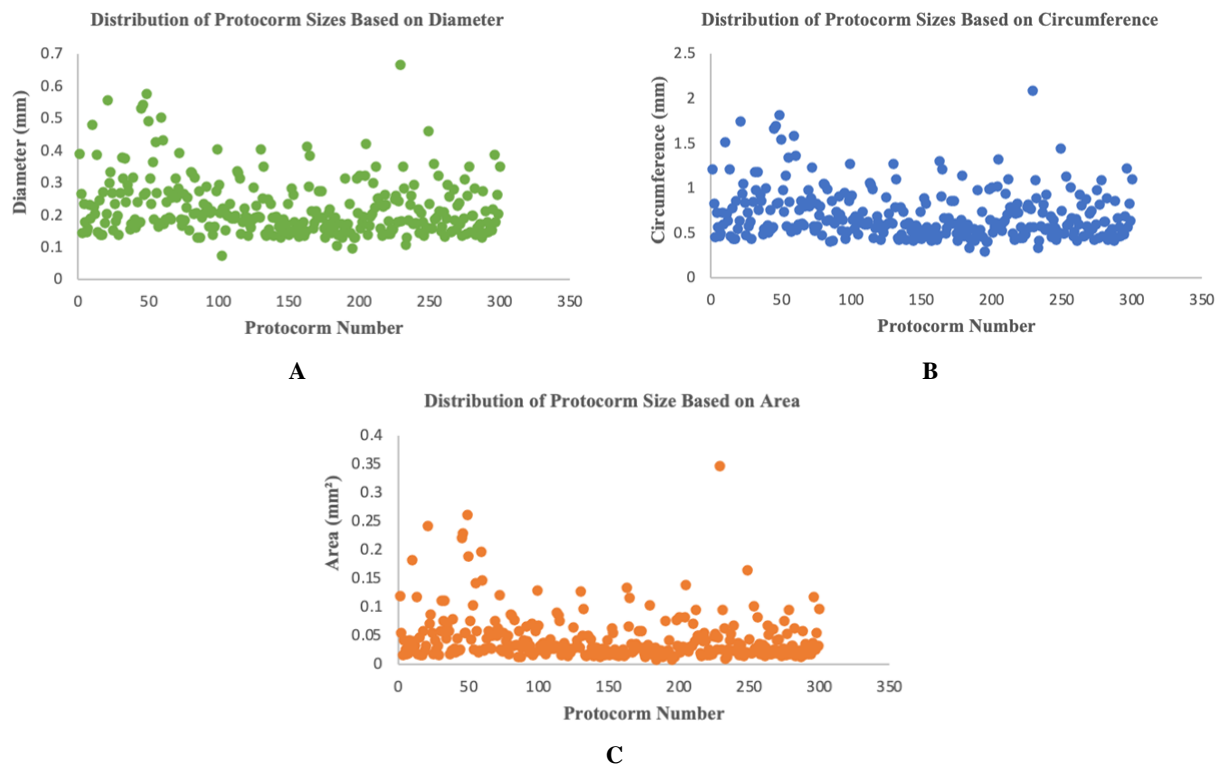 Distribution of Protocorm Sizes Based on Diameter
0.7
0.6
0.5
0.4
0.3
0.2
0.1
0
Diameter (mm)
0 50 100 150 200 250 300 350
Protocorm Number
A
Distribution of Protocorm Sizes Based on Circumference
2.5
2
1.5
1
0.5
0
Circumference (mm)
0 50 100 150 200 250 300 350
Protocorm Number
B
Distribution of Protocorm Size Based on Area
0.4
0.35
0.3
0.25
0.2
0.15
0.1
0.05
0
Area (mm²)
0 50 100 150 200 250 300 350
Protocorm Number
C